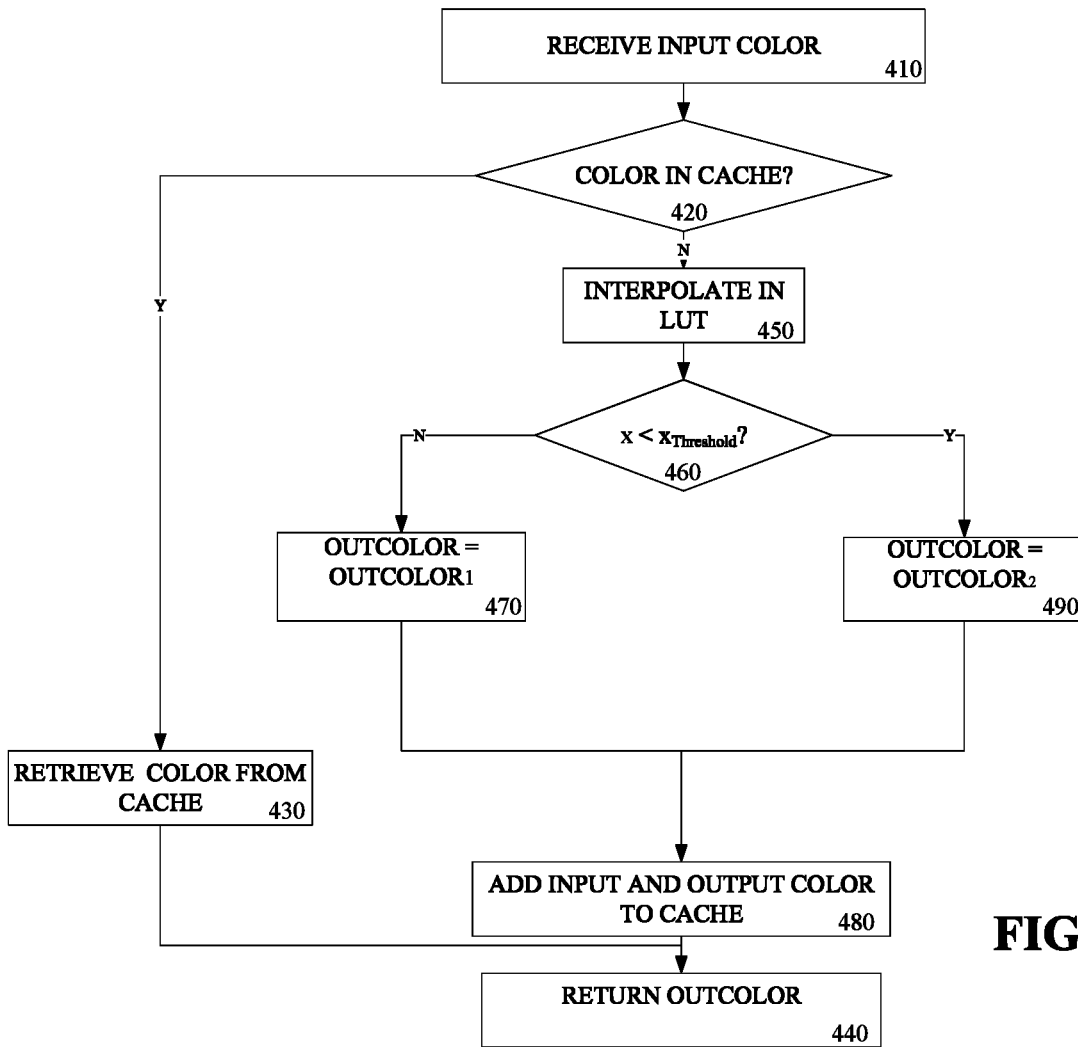 RECEIVE INPUT COLOR
410
COLOR IN CACHE?
420
N
Y
INTERPOLATE IN
LUT
450
x < xThreshold?
460
N
Y
OUTCOLOR =
OUTCOLOR1
470
OUTCOLOR =
OUTCOLOR2
490
RETRIEVE COLOR FROM
CACHE
430
ADD INPUT AND OUTPUT COLOR
TO CACHE
480
FIG
RETURN OUTCOLOR
440